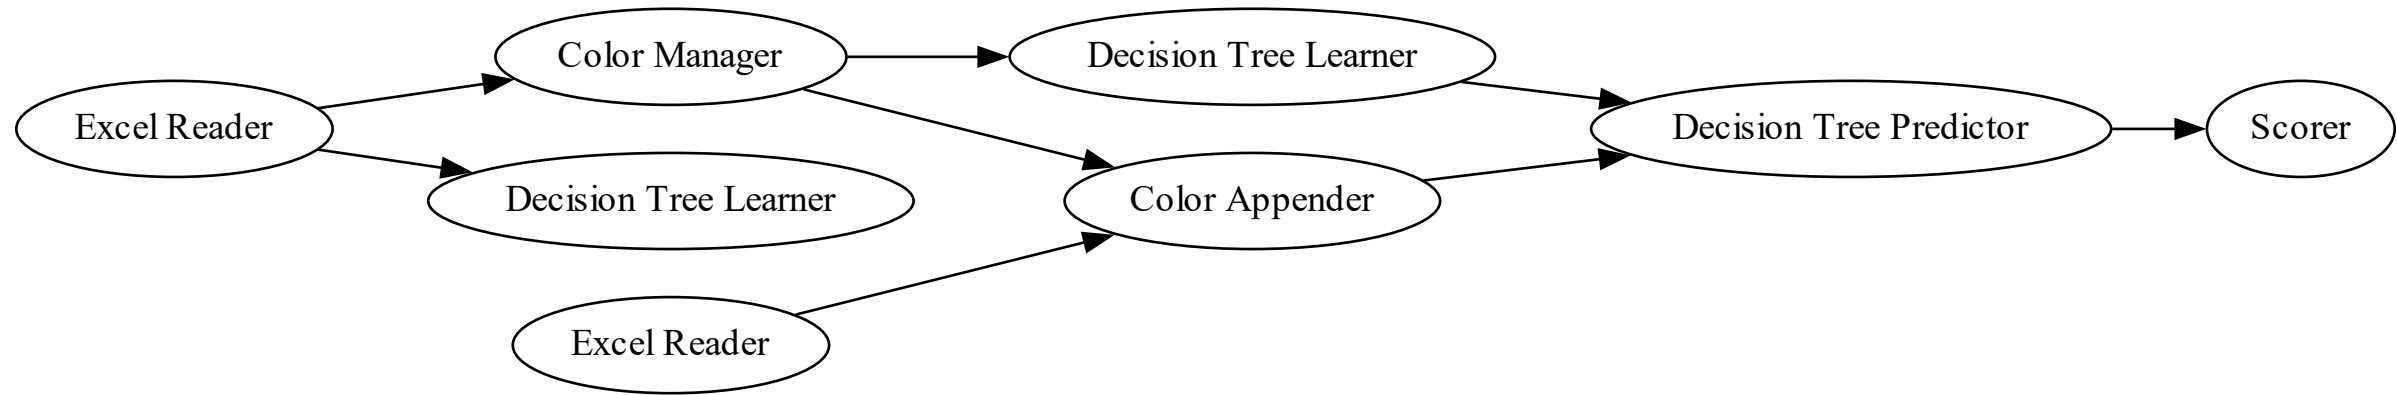 Color Manager
Decision Tree Learner
Excel Reader
Decision Tree Predictor
Scorer
Decision Tree Learner
Color Appender
Excel Reader